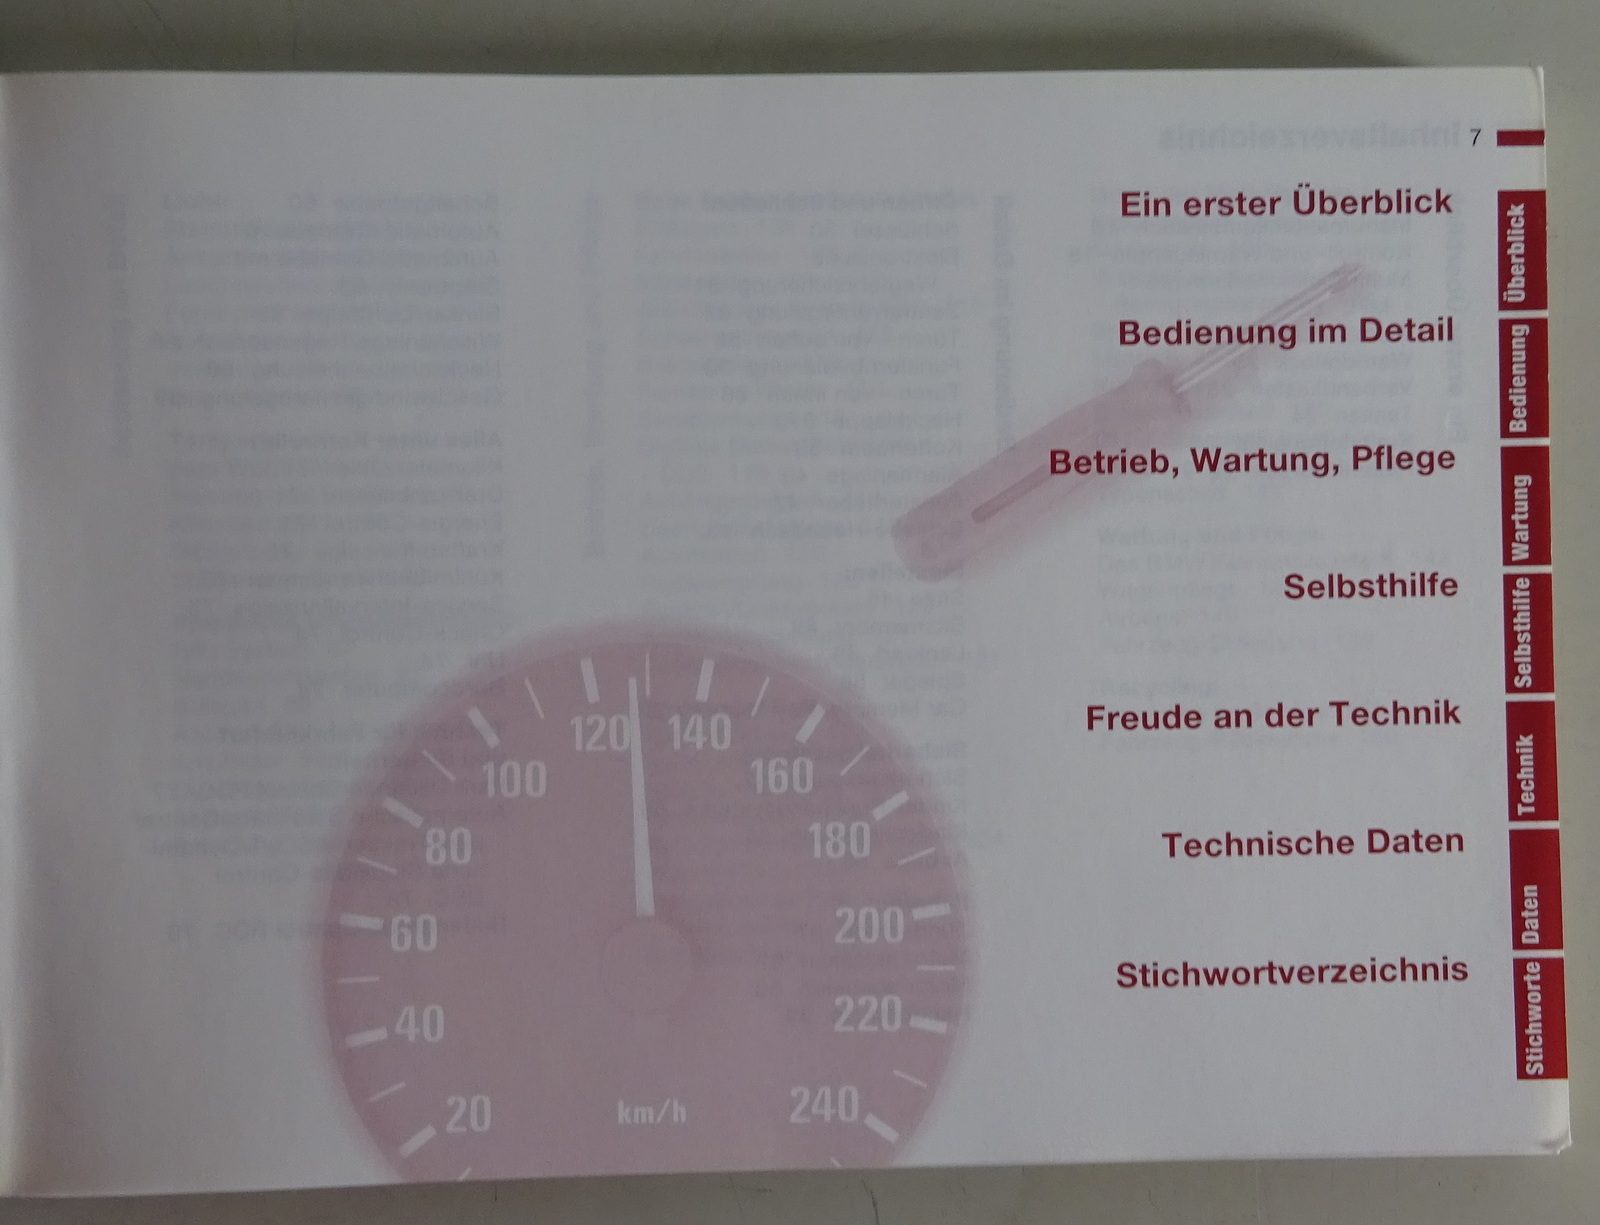 7
Ein erster Überblick
Bedienung im Detail
Betrieb, Wartung, Pflege
Selbsthilfe
Freude an der Technik
Technische Daten
Stichwortverzeichnis
Überblick
Bedienung
Wartung
Selbsthilfe
Technik
Daten
Stichworte
120 140
100 160
80 180
60 200
40 220
20 km/h 240